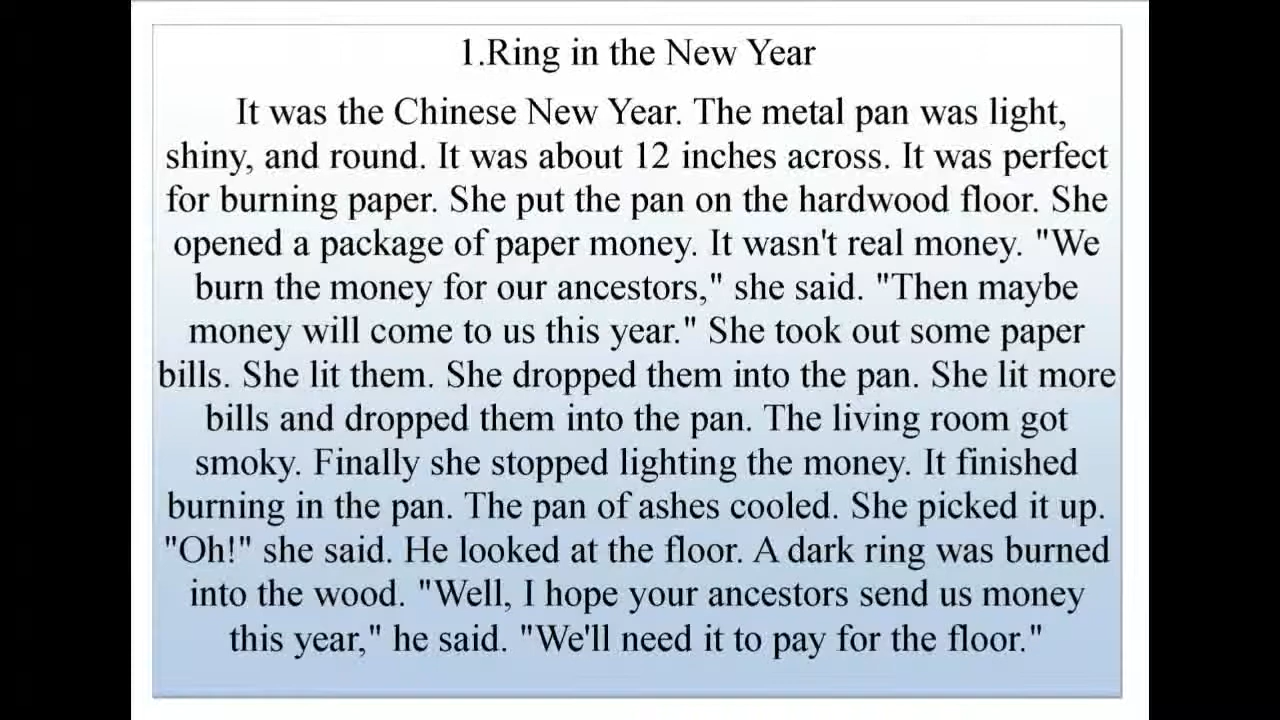 1.Ring in the New Year
It was the Chinese New Year. The metal pan was light,
shiny, and round. It was about 12 inches across. It was perfect
for burning paper. She put the pan on the hardwood floor. She
opened a package of paper money. It wasn't real money. "We
burn the money for our ancestors," she said. "Then maybe
money will come to us this year." She took out some paper
bills. She lit them. She dropped them into the pan. She lit more
bills and dropped them into the pan. The living room got
smoky. Finally she stopped lighting the money. It finished
burning in the pan. The pan of ashes cooled. She picked it up.
"Oh!" she said. He looked at the floor. A dark ring was burned
into the wood. "Well, I hope your ancestors send us money
this year," he said. "We'll need it to pay for the floor."